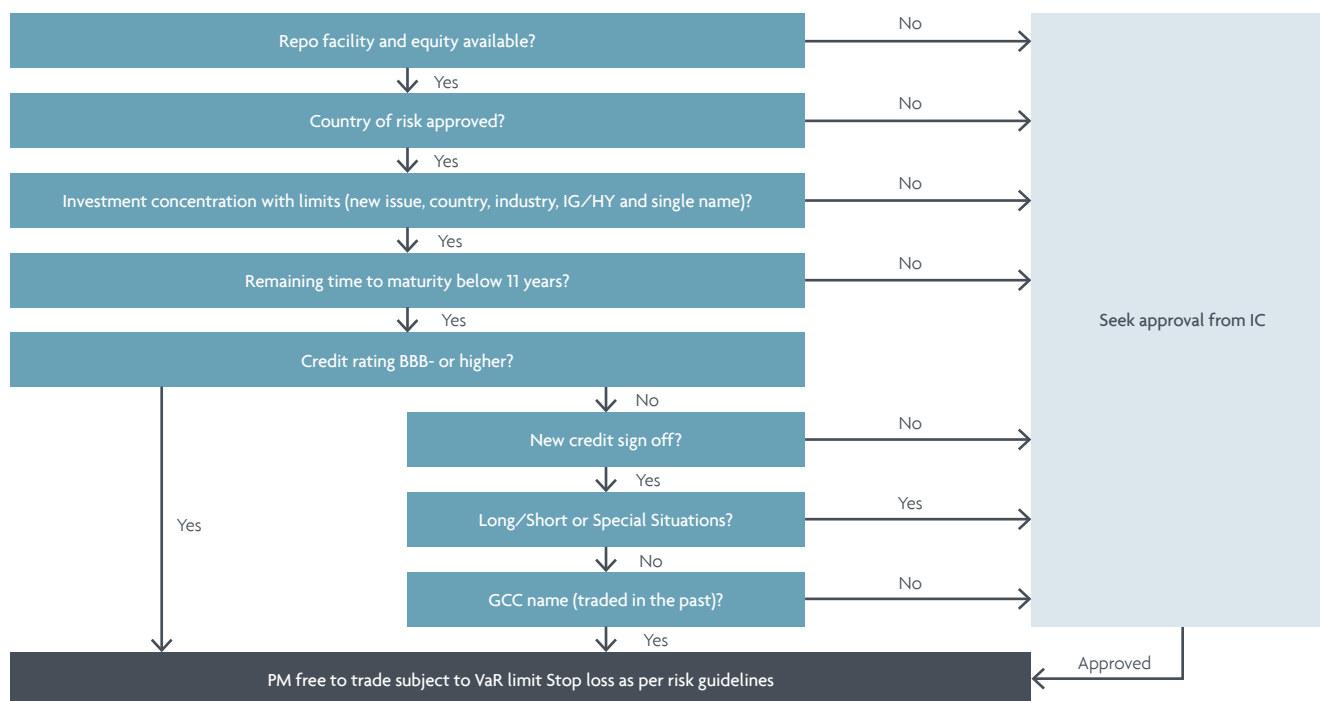 Repo facility and equity available?
No
Yes
Country of risk approved?
No
Yes
Investment concentration with limits (new issue, country, industry, IG/HY and single name)?
No
Yes
Remaining time to maturity below 11 years?
No
Yes
Seek approval from IC
Credit rating BBB- or higher?
No
New credit sign off?
No
Yes
Long/Short or Special Situations?
Yes
Yes
No
GCC name (traded in the past)?
No
Yes
Approved
PM free to trade subject to VaR limit Stop loss as per risk guidelines